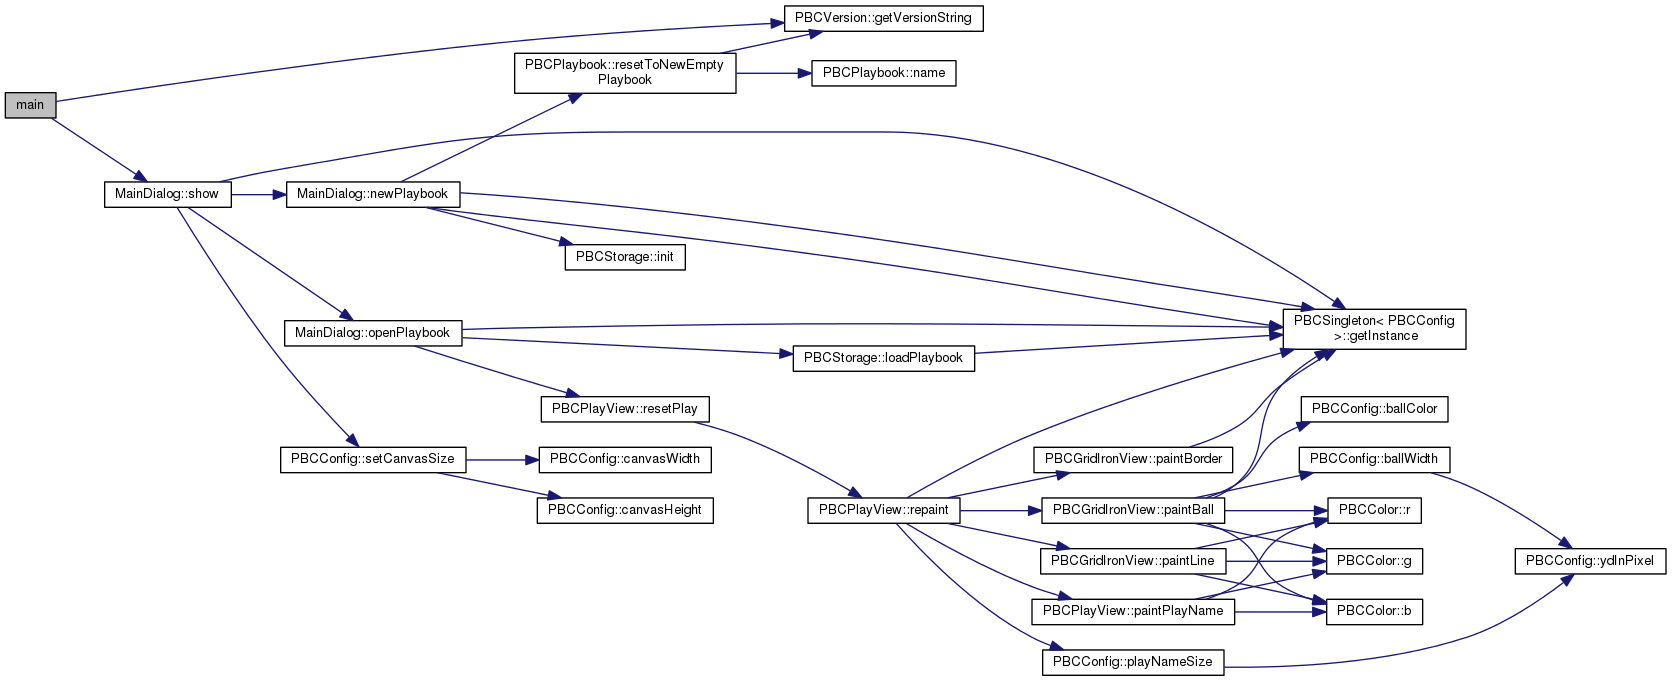 PBCVersion::getVersionString
PBCPlaybook::resetToNewEmpty
Playbook
PBCPlaybook::name
main
MainDialog::show
MainDialog::newPlaybook
PBCStorage::init
PBCSingleton< PBCConfig
>::getInstance
MainDialog::openPlaybook
PBCStorage::loadPlaybook
PBCPlayView::resetPlay
PBCConfig::ballColor
PBCConfig::setCanvasSize
PBCConfig::canvasWidth
PBCGridIronView::paintBorder
PBCConfig::ballWidth
PBCConfig::canvasHeight
PBCPlayView::repaint
PBCGridIronView::paintBall
PBCColor::r
PBCGridIronView::paintLine
PBCColor::g
PBCConfig::ydInPixel
PBCPlayView::paintPlayName
PBCColor::b
PBCConfig::playNameSize